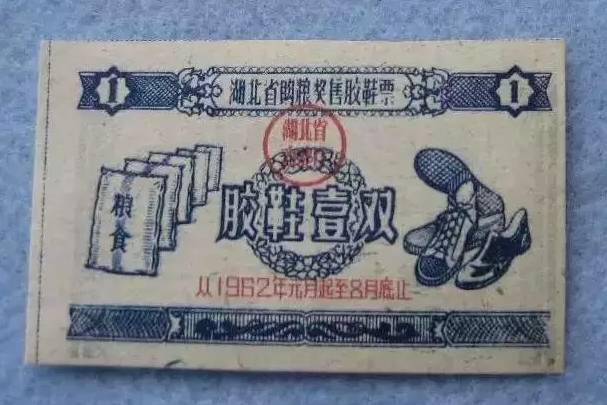 1 湖北省购粮奖售胶鞋票 1
湖北省
粮食
胶鞋壹双
从1962年元月起至8月底止